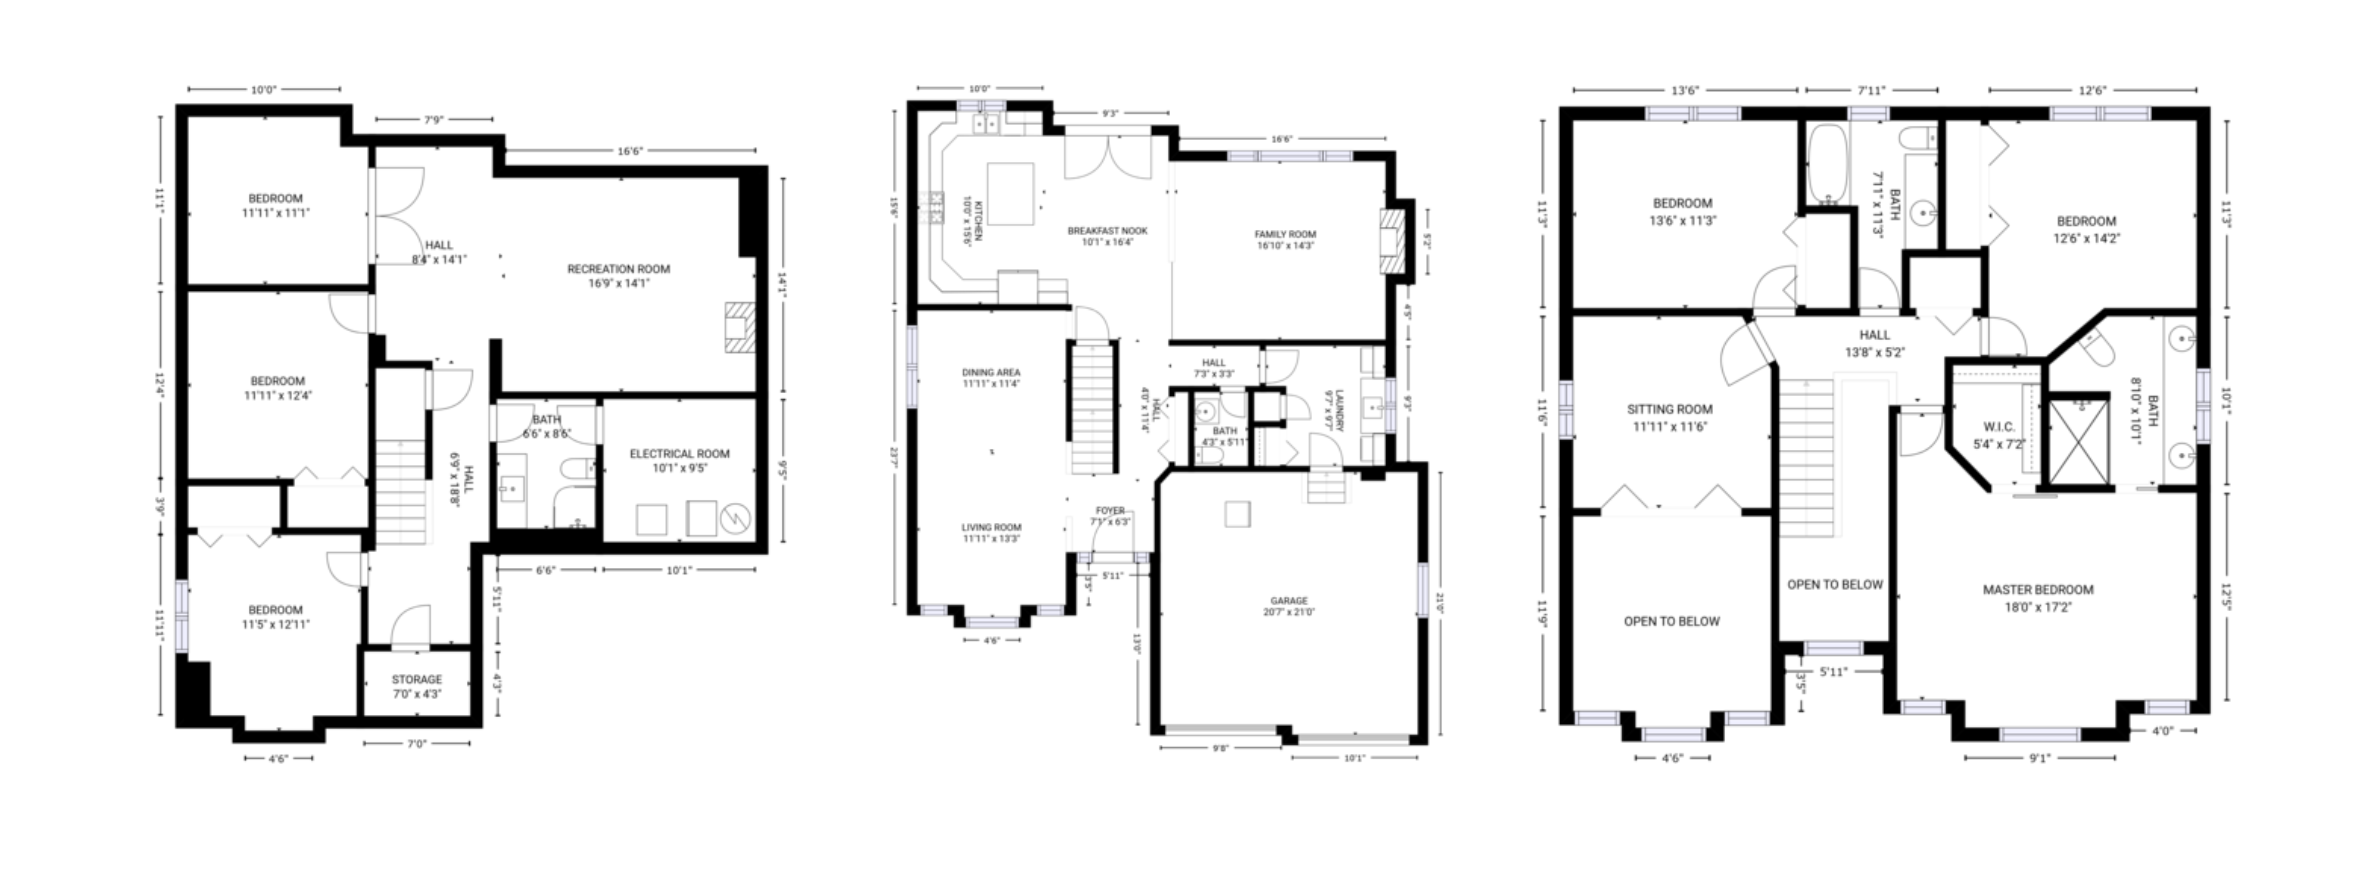 10'0"
7'9"
16'6"
11'1"
BEDROOM
11'11" x 11'1"
HALL
8'4" x 14'1"
RECREATION ROOM
16'9" x 14'1"
14'1"
12'4"
BEDROOM
11'11" x 12'4"
BATH
6'6" x 8'6"
ELECTRICAL ROOM
10'1" x 9'5"
9'5"
HALL
6'9" x 18'8"
3'9"
6'6"
10'1"
11'11"
BEDROOM
11'5" x 12'11"
5'11"
STORAGE
7'0" x 4'3"
4'3"
7'0"
4'6"
10'0"
9'3"
16'6"
15'6"
KITCHEN
10'0" x 15'6"
BREAKFAST NOOK
10'1" x 16'4"
FAMILY ROOM
16'10" x 14'3"
5'2"
4'5"
DINING AREA
11'11" x 11'4"
HALL
7'3" x 3'3"
HALL
4'0" x 11'4"
LAUNDRY
9'7" x 9'7"
9'3"
BATH
4'3" x 5'11"
23'7"
LIVING ROOM
11'11" x 13'3"
FOYER
7'1" x 6'3"
5'11"
3'5"
GARAGE
20'7" x 21'0"
21'0"
13'0"
4'6"
9'8"
10'1"
13'6"
7'11"
12'6"
11'3"
BEDROOM
13'6" x 11'3"
BATH
7'11" x 11'3"
BEDROOM
12'6" x 14'2"
11'3"
HALL
13'8" x 5'2"
11'6"
SITTING ROOM
11'11" x 11'6"
W.I.C.
5'4" x 7'2"
BATH
8'10" x 10'1"
10'1"
OPEN TO BELOW
MASTER BEDROOM
18'0" x 17'2"
12'5"
11'9"
OPEN TO BELOW
5'11"
3'5"
4'0"
4'6"
9'1"